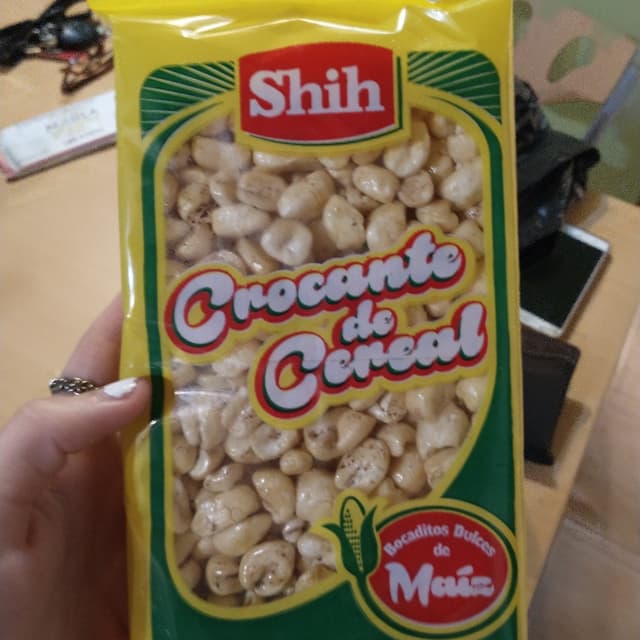 Shih
Crocante
de
Cereal
Bocaditos Dulces
de
Maíz